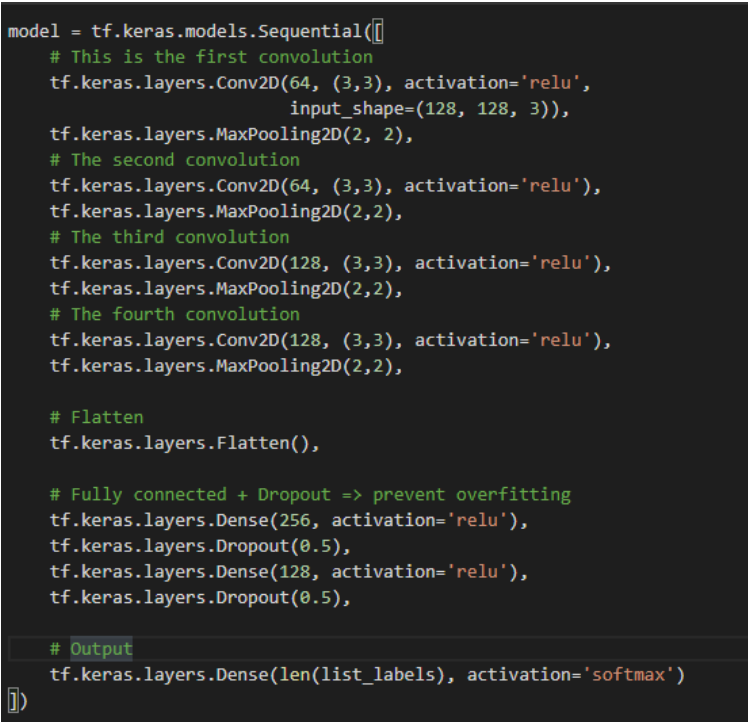 model = tf.keras.models.Sequential([
    # This is the first convolution
    tf.keras.layers.Conv2D(64, (3,3), activation='relu',
                           input_shape=(128, 128, 3)),
    tf.keras.layers.MaxPooling2D(2, 2),
    # The second convolution
    tf.keras.layers.Conv2D(64, (3,3), activation='relu'),
    tf.keras.layers.MaxPooling2D(2,2),
    # The third convolution
    tf.keras.layers.Conv2D(128, (3,3), activation='relu'),
    tf.keras.layers.MaxPooling2D(2,2),
    # The fourth convolution
    tf.keras.layers.Conv2D(128, (3,3), activation='relu'),
    tf.keras.layers.MaxPooling2D(2,2),

    # Flatten
    tf.keras.layers.Flatten(),

    # Fully connected + Dropout => prevent overfitting
    tf.keras.layers.Dense(256, activation='relu'),
    tf.keras.layers.Dropout(0.5),
    tf.keras.layers.Dense(128, activation='relu'),
    tf.keras.layers.Dropout(0.5),

    # Output
    tf.keras.layers.Dense(len(list_labels), activation='softmax')
])